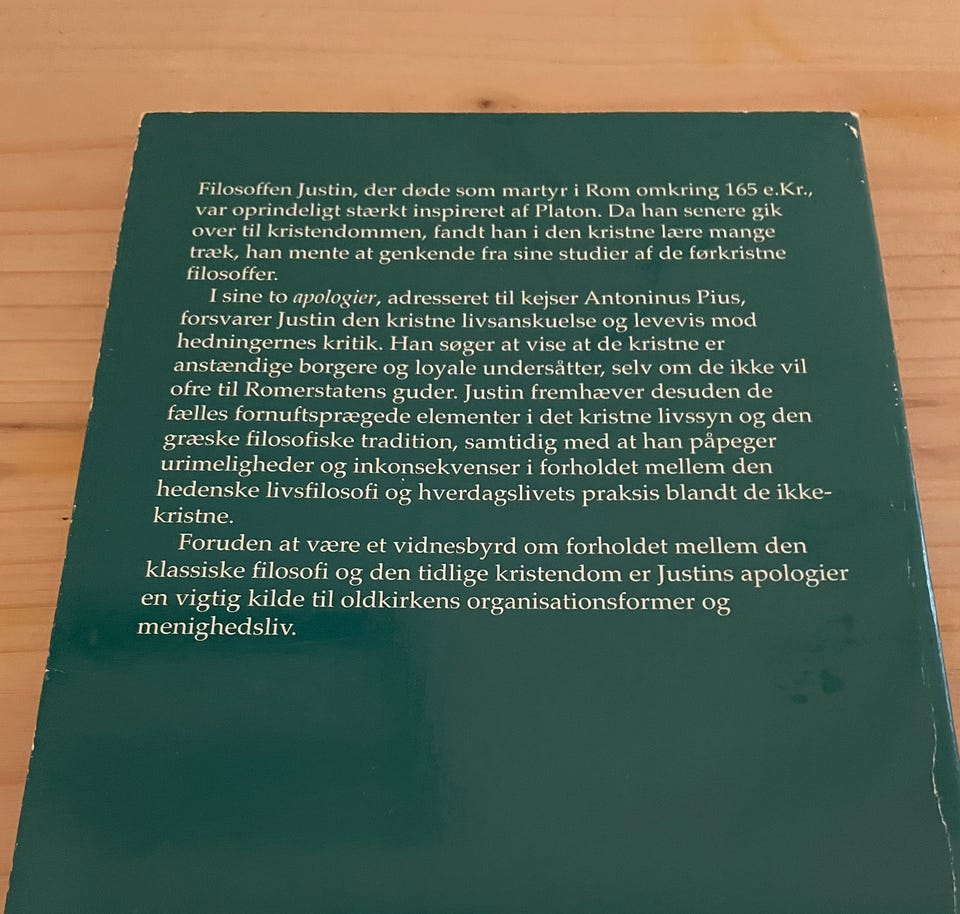 Filosoffen Justin, der døde som martyr i Rom omkring 165 e.Kr.,
var oprindeligt stærkt inspireret af Platon. Da han senere gik
over til kristendommen, fandt han i den kristne lære mange
træk, han mente at genkende fra sine studier af de førkristne
filosoffer.
I sine to apologier, adresseret til kejser Antoninus Pius,
forsvarer Justin den kristne livsanskuelse og levevis mod
hedningernes kritik. Han søger at vise at de kristne er
anstændige borgere og loyale undersåtter, selv om de ikke vil
ofre til Romerstatens guder. Justin fremhæver desuden de
fælles fornuftsprægede elementer i det kristne livssyn og den
græske filosofiske tradition, samtidig med at han påpeger
urimeligheder og inkonsekvenser i forholdet mellem den
hedenske livsfilosofi og hverdagslivets praksis blandt de ikke-
kristne.
Foruden at være et vidnesbyrd om forholdet mellem den
klassiske filosofi og den tidlige kristendom er Justins apologier
en vigtig kilde til oldkirkens organisationsformer og
menighedsliv.